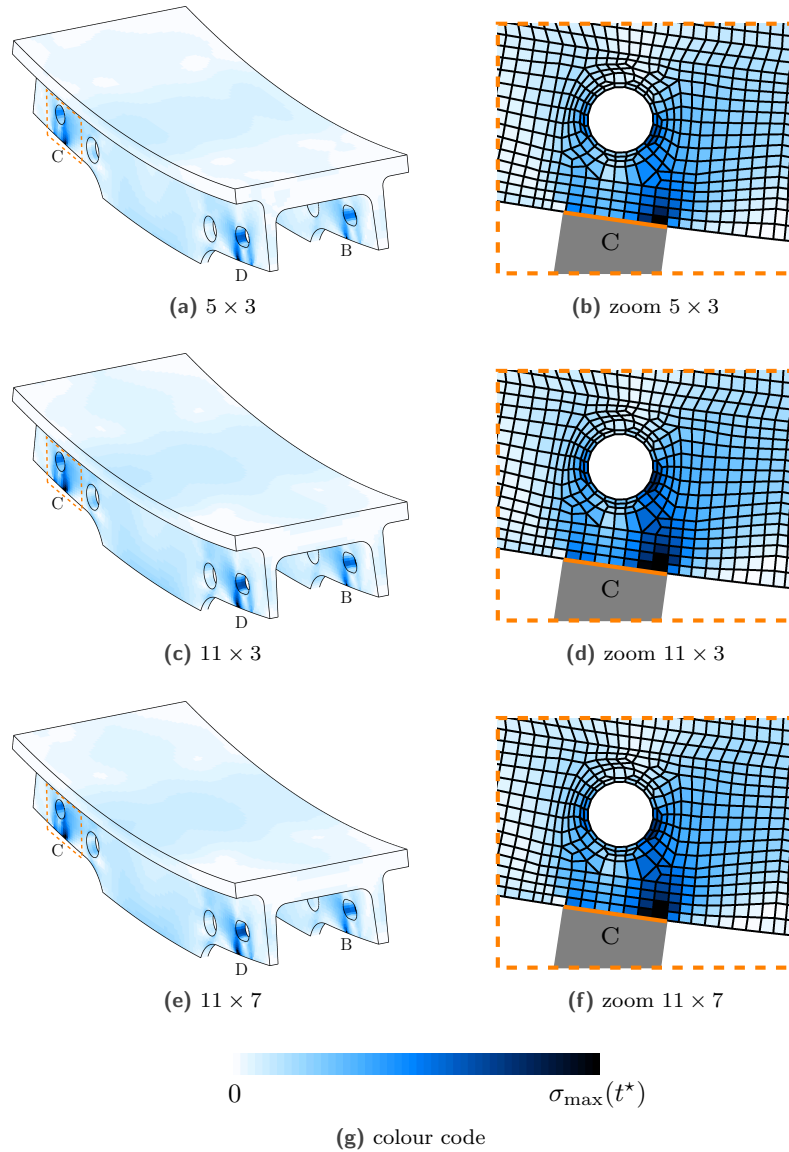 C
D
B
C
(a) 5 × 3
(b) zoom 5 × 3
C
D
B
C
(c) 11 × 3
(d) zoom 11 × 3
C
D
B
C
(e) 11 × 7
(f) zoom 11 × 7
0
σmax(t⋆)
(g) colour code